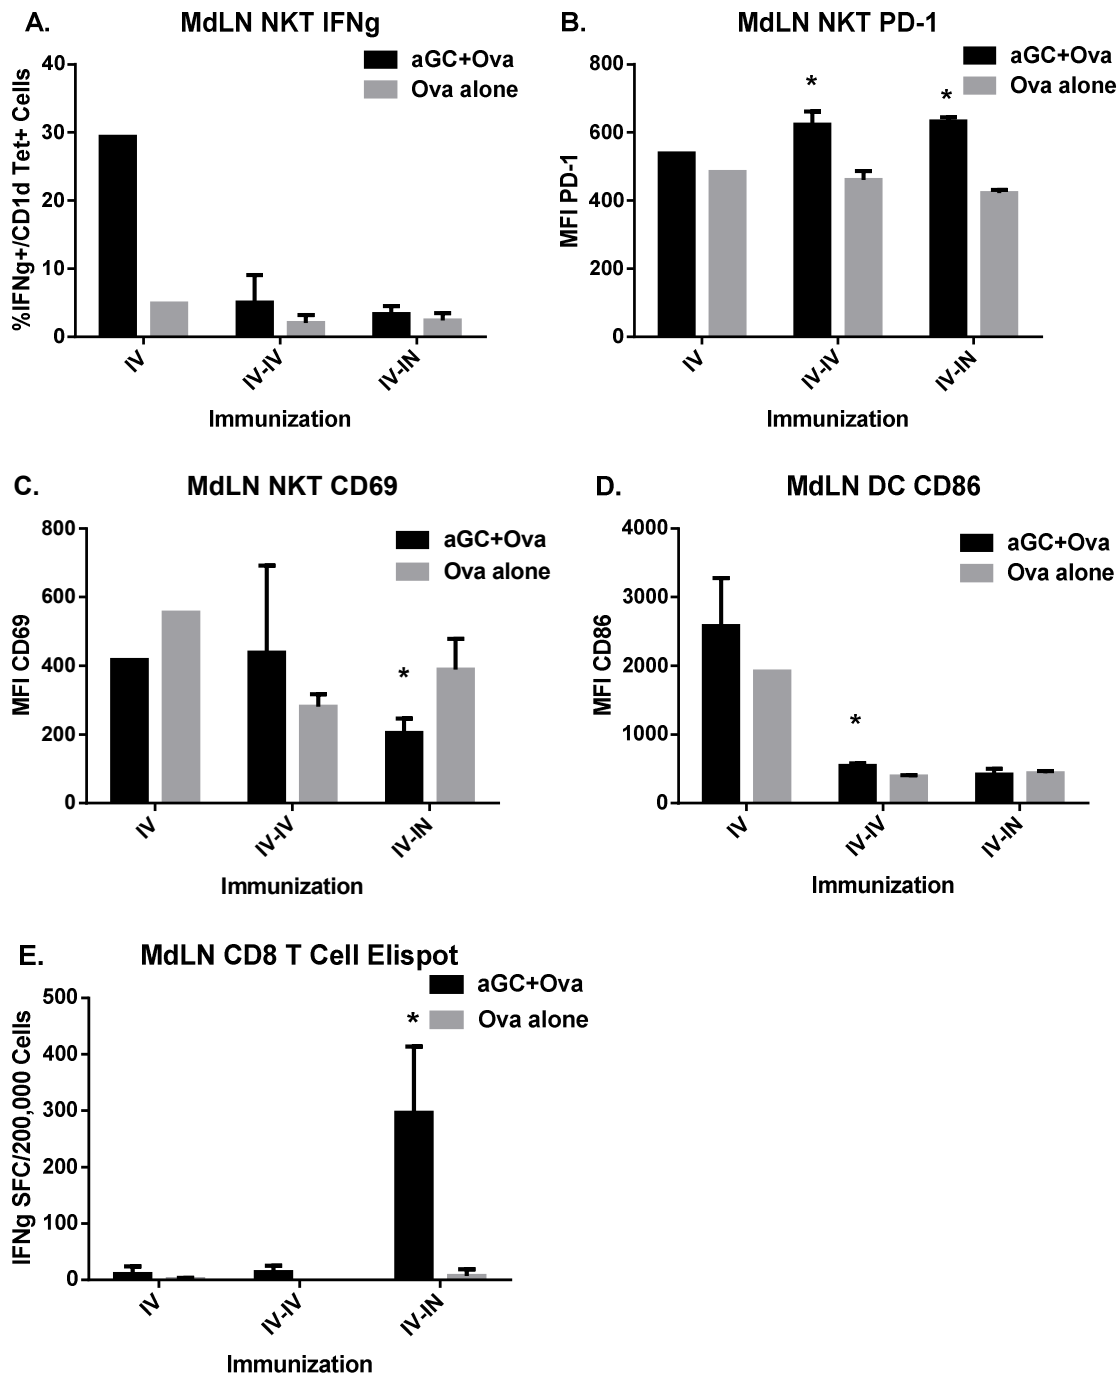 A.
MdLN NKT IFNg
aGC+Ova
Ova alone
%IFNg+/CD1d Tet+ Cells
40
30
20
10
0
IV
IV-IV
IV-IN
Immunization
B.
MdLN NKT PD-1
aGC+Ova
Ova alone
*
*
MFI PD-1
800
600
400
200
0
IV
IV-IV
IV-IN
Immunization
C.
MdLN NKT CD69
aGC+Ova
Ova alone
*
MFI CD69
800
600
400
200
0
IV
IV-IV
IV-IN
Immunization
D.
MdLN DC CD86
aGC+Ova
Ova alone
*
MFI CD86
4000
3000
2000
1000
0
IV
IV-IV
IV-IN
Immunization
E.
MdLN CD8 T Cell Elispot
aGC+Ova
Ova alone
*
IFNg SFC/200,000 Cells
500
400
300
200
100
0
IV
IV-IV
IV-IN
Immunization